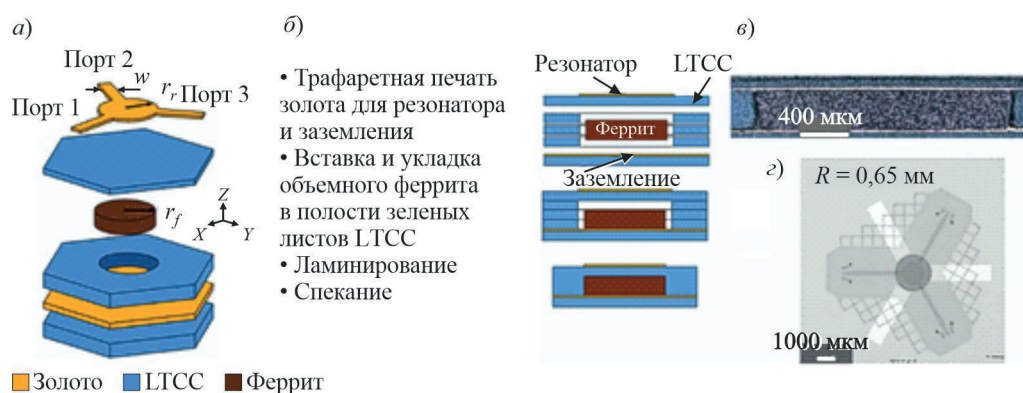 а)
Порт 2
w
r_r Порт 3
Порт 1
r_f
Z
X
Y
Золото
LTCC
Феррит
б)
• Трафаретная печать
золота для резонатора
и заземления
• Вставка и укладка
объемного феррита
в полости зеленых
листов LTCC
• Ламинирование
• Спекание
Резонатор
LTCC
Феррит
Заземление
в)
400 мкм
г)
R = 0,65 мм
1000 мкм